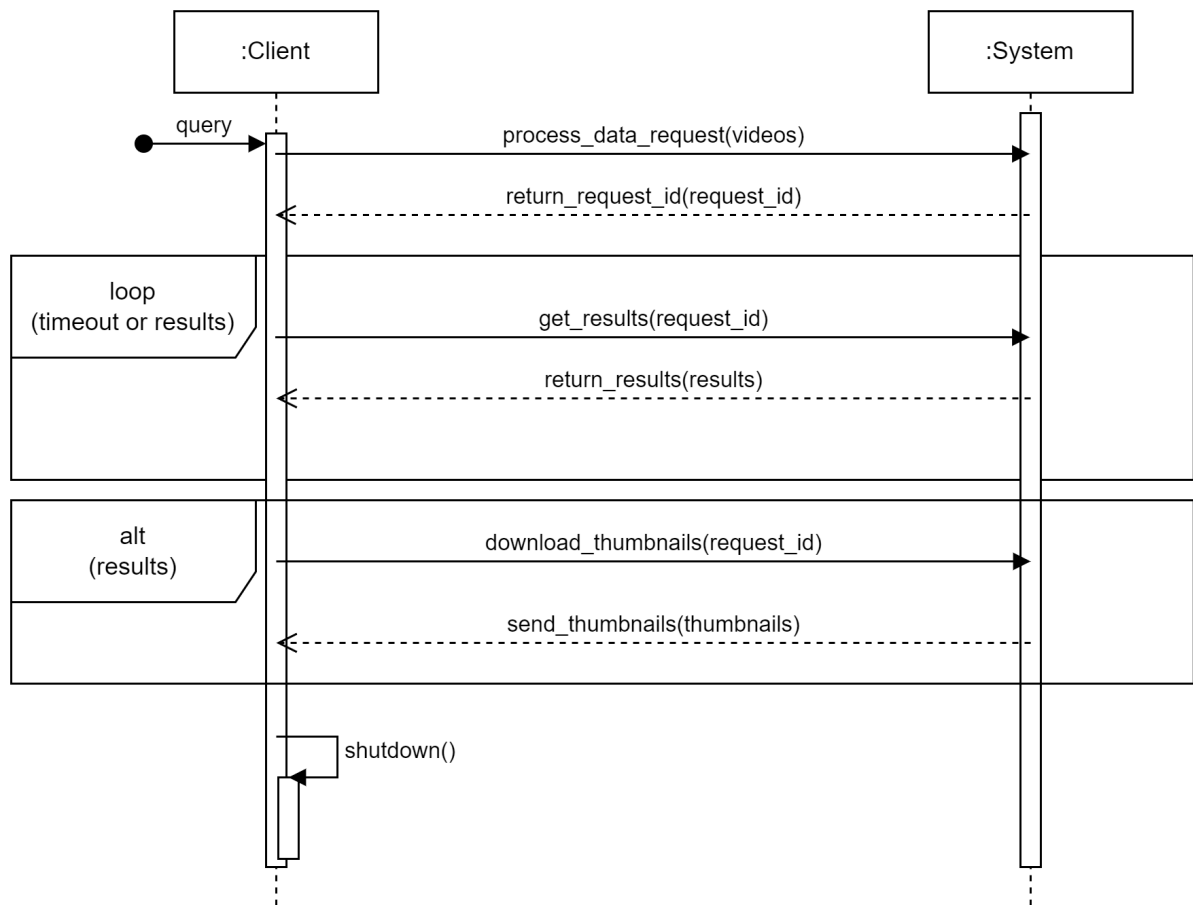 :Client
:System
query
process_data_request(videos)
return_request_id(request_id)
loop
(timeout or results)
get_results(request_id)
return_results(results)
alt
(results)
download_thumbnails(request_id)
send_thumbnails(thumbnails)
shutdown()